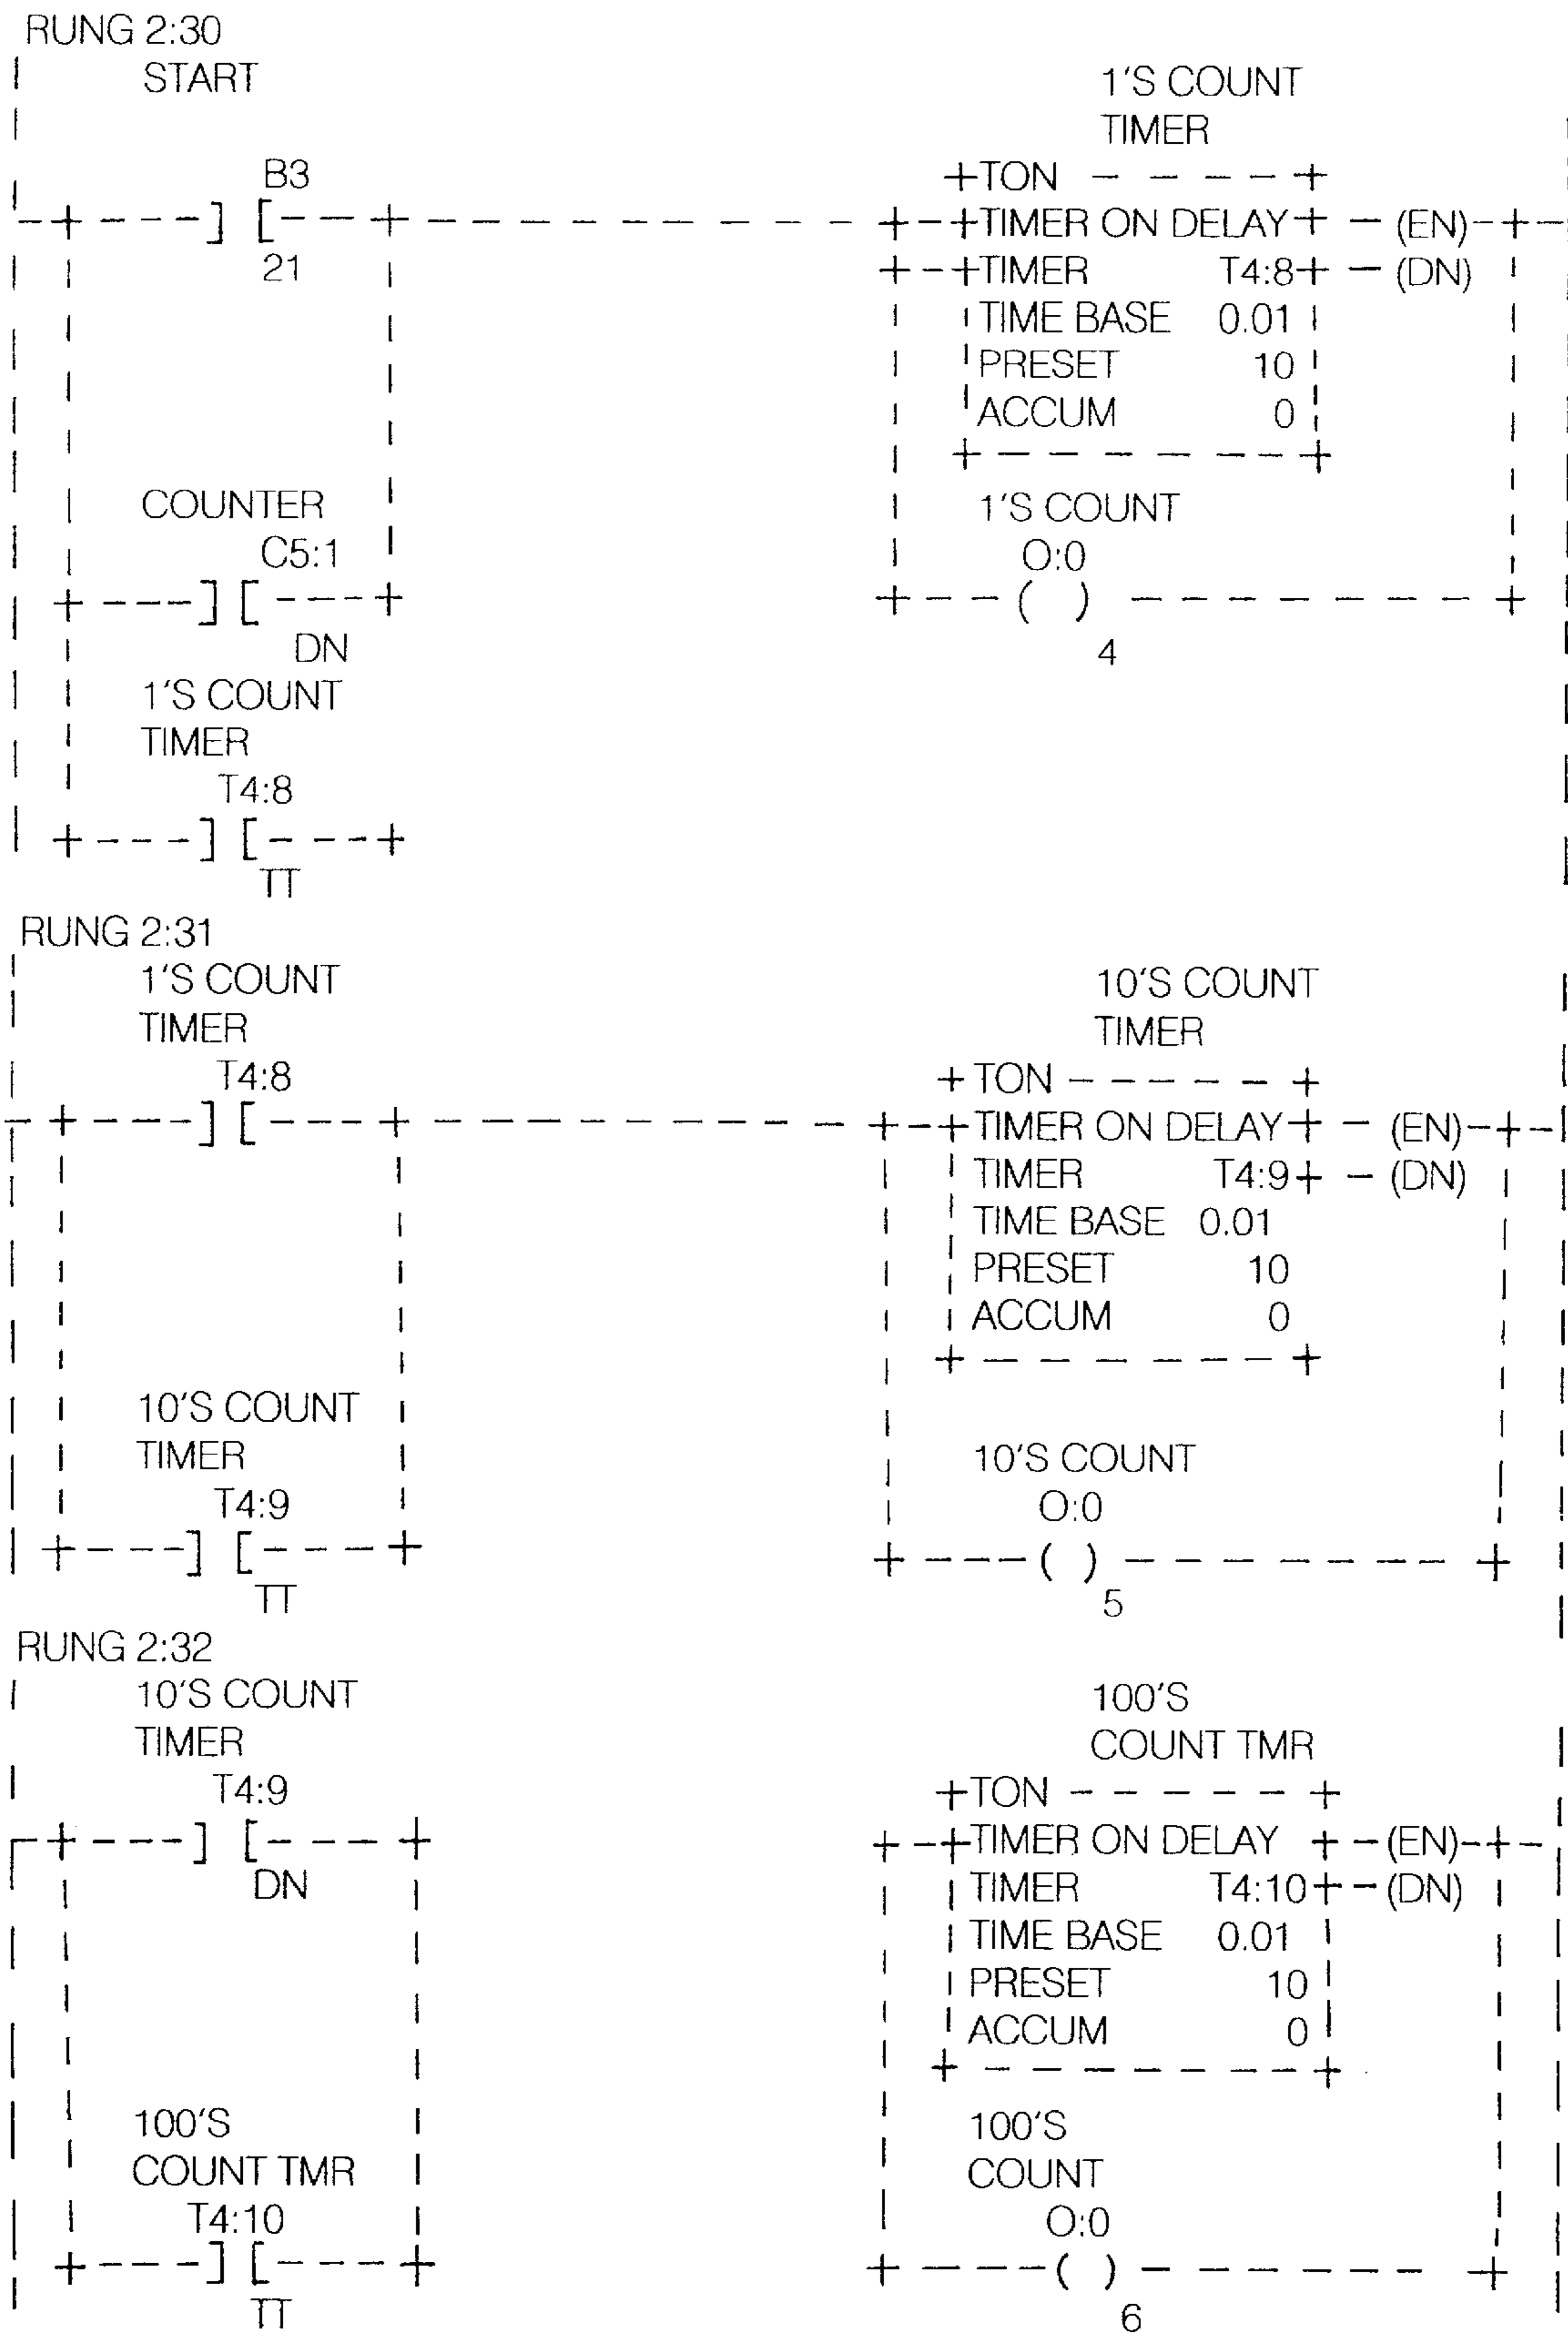 RUNG 2:30
START
1'S COUNT
TIMER
B3
TON
] [
TIMER ON DELAY
(EN)
21
TIMER T4:8
(DN)
TIME BASE 0.01
PRESET 10
ACCUM 0
COUNTER
C5:1
] [
DN
1'S COUNT
O:0
( )
4
1'S COUNT
TIMER
T4:8
] [
TT
RUNG 2:31
1'S COUNT
TIMER
T4:8
] [
10'S COUNT
TIMER
TON
TIMER ON DELAY
(EN)
TIMER T4:9
(DN)
TIME BASE 0.01
PRESET 10
ACCUM 0
10'S COUNT
TIMER
T4:9
] [
TT
10'S COUNT
O:0
( )
5
RUNG 2:32
10'S COUNT
TIMER
T4:9
] [
DN
100'S
COUNT TMR
TON
TIMER ON DELAY
(EN)
TIMER T4:10
(DN)
TIME BASE 0.01
PRESET 10
ACCUM 0
100'S
COUNT TMR
T4:10
] [
TT
100'S
COUNT
O:0
( )
6